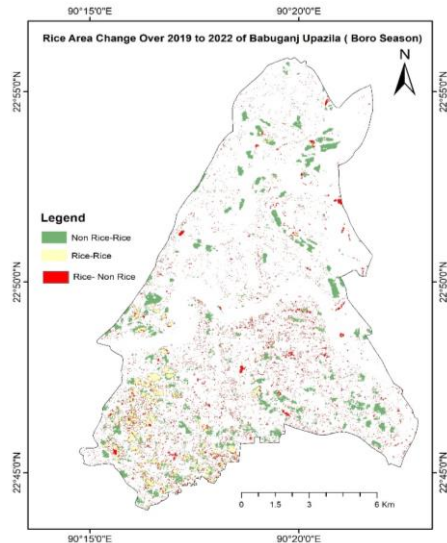 90°15'0"E
90°20'0"E
Rice Area Change Over 2019 to 2022 of Babuganj Upazila ( Boro Season)
N
22°55'0"N
22°55'0"N
Legend
Non Rice-Rice
Rice-Rice
Rice- Non Rice
22°50'0"N
22°50'0"N
22°45'0"N
22°45'0"N
0 1.5 3 6 Km
90°15'0"E
90°20'0"E